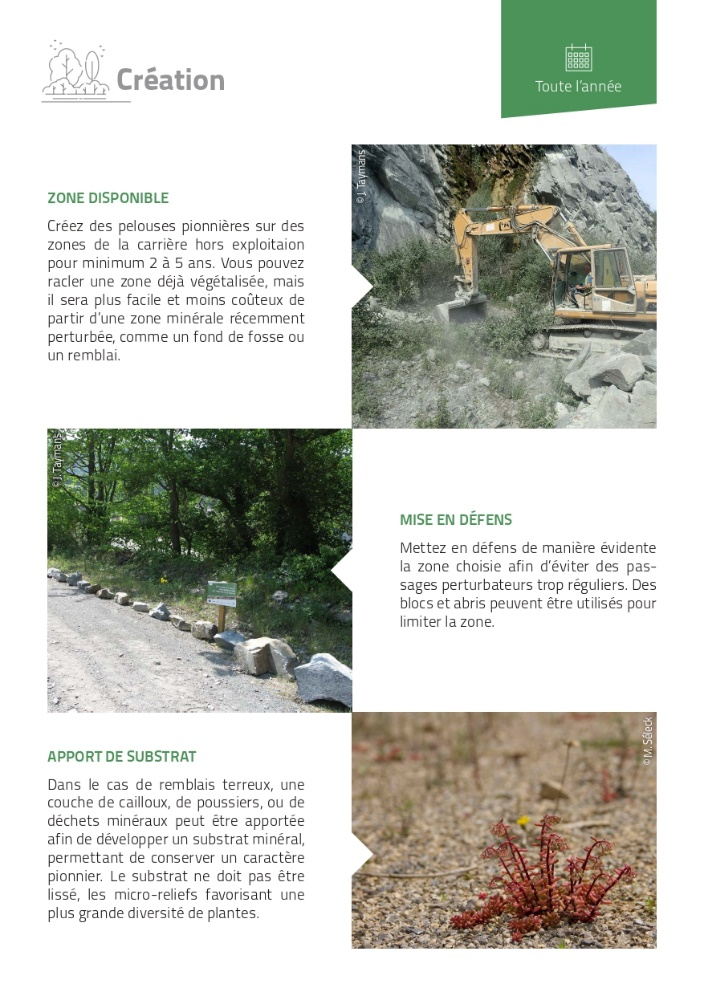 Création
Toute l'année
© J. Taymans
ZONE DISPONIBLE
Créez des pelouses pionnières sur des
zones de la carrière hors exploitaion
pour minimum 2 à 5 ans. Vous pouvez
racler une zone déjà végétalisée, mais
il sera plus facile et moins coûteux de
partir d'une zone minérale récemment
perturbée, comme un fond de fosse ou
un remblai.
© J. Taymans
MISE EN DÉFENS
Mettez en défens de manière évidente
la zone choisie afin d'éviter des pas-
sages perturbateurs trop réguliers. Des
blocs et abris peuvent être utilisés pour
limiter la zone.
© M. Séleck
APPORT DE SUBSTRAT
Dans le cas de remblais terreux, une
couche de cailloux, de poussiers, ou de
déchets minéraux peut être apportée
afin de développer un substrat minéral,
permettant de conserver un caractère
pionnier. Le substrat ne doit pas être
lissé, les micro-reliefs favorisant une
plus grande diversité de plantes.